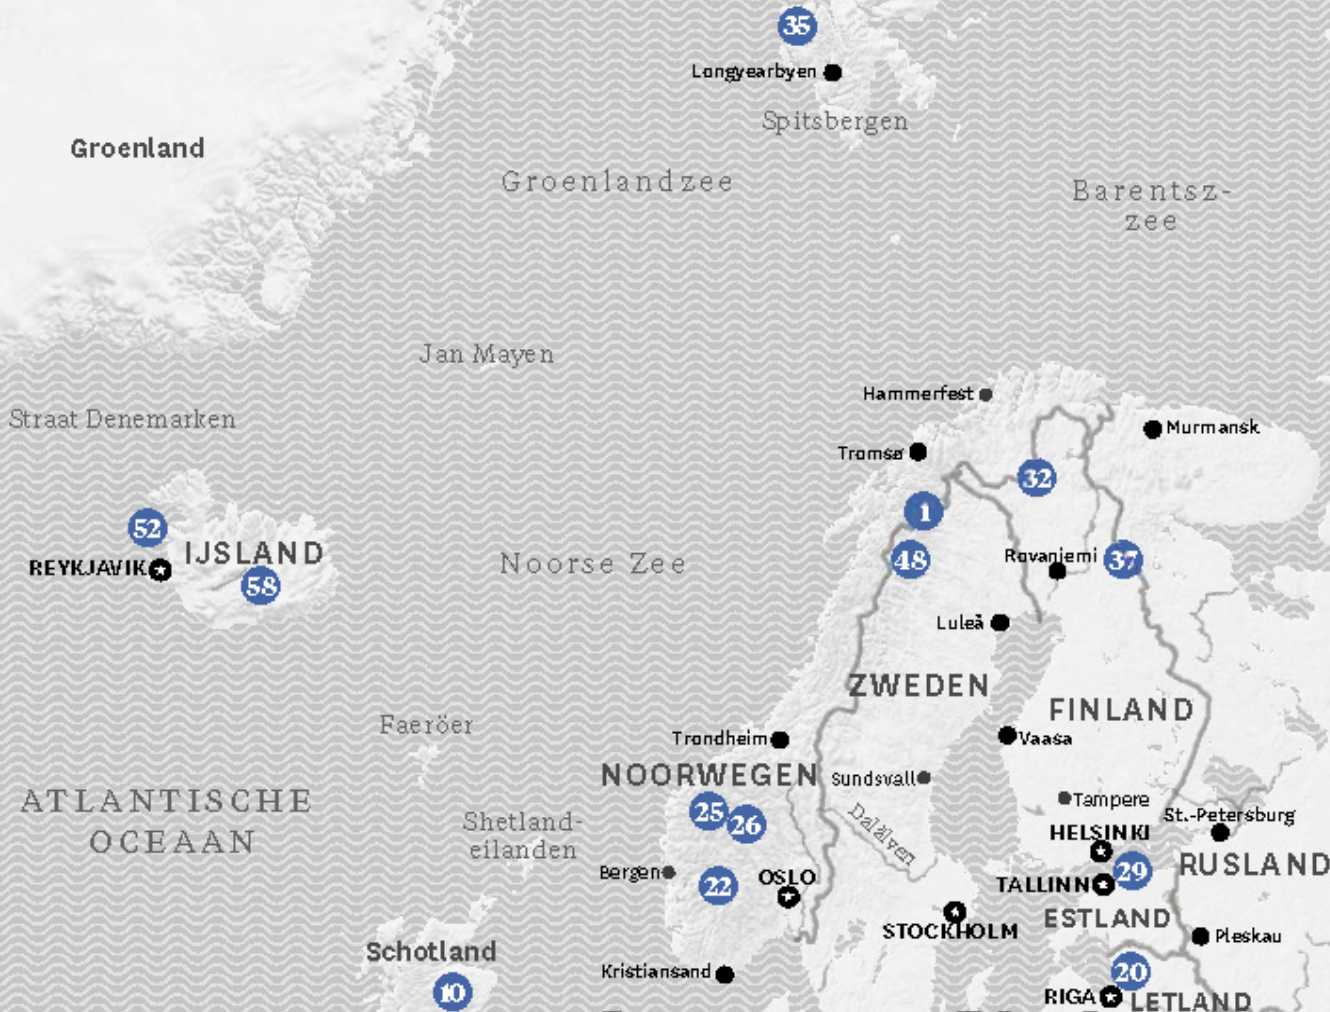 35
Longyearbyen
Spitsbergen
Groenland
Groenlandzee
Barentsz-
zee
Jan Mayen
Hammerfest
Straat Denemarken
Murmansk
Tromsø
32
1
52
IJSLAND
REYKJAVIK
58
Noorse Zee
48
Rovaniemi
37
Luleå
ZWEDEN
FINLAND
Faeröer
Trondheim
Vaasa
NOORWEGEN
Sundsvall
ATLANTISCHE
OCEAAN
Tampere
25
26
Dalälven
St.-Petersburg
Shetland-
eilanden
HELSINKI
RUSLAND
Bergen
22
OSLO
29
TALLINN
STOCKHOLM
ESTLAND
Pleskau
Schotland
Kristiansand
20
10
RIGA
LETLAND